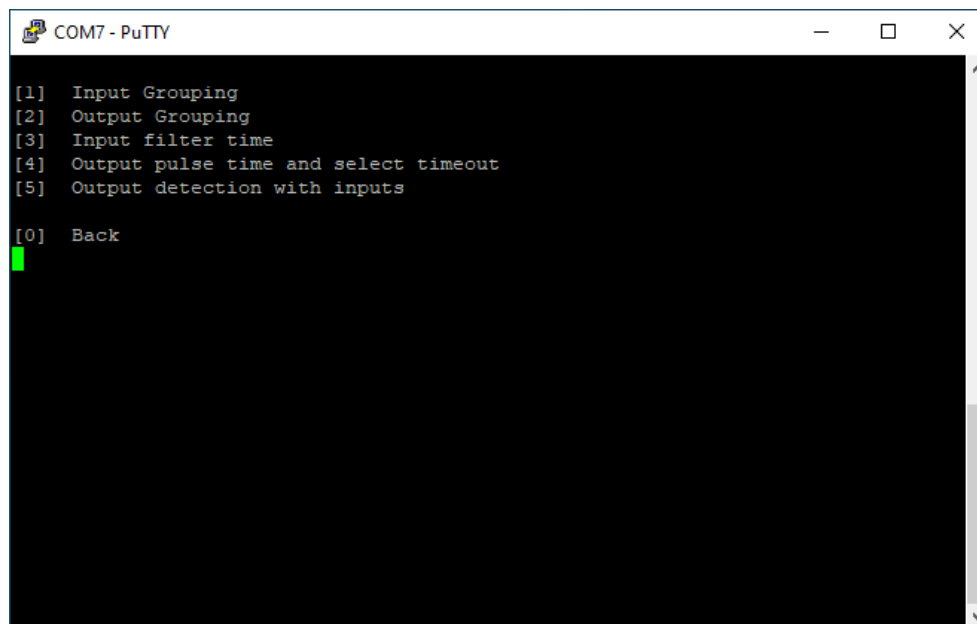 COM7 - PuTTY
[1]  Input Grouping
[2]  Output Grouping
[3]  Input filter time
[4]  Output pulse time and select timeout
[5]  Output detection with inputs
[0]  Back